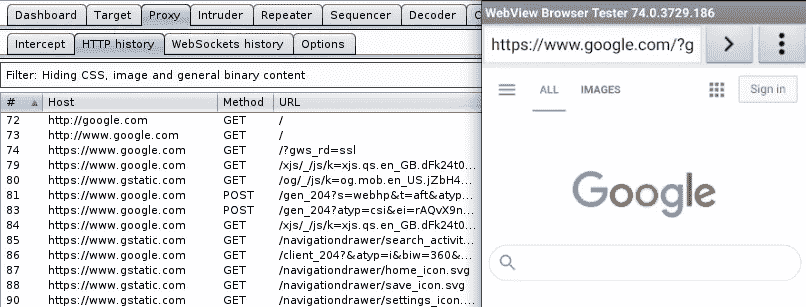 Dashboard Target Proxy Intruder Repeater Sequencer Decoder
Intercept HTTP history WebSockets history Options
Filter: Hiding CSS, image and general binary content
# Host Method URL
72 http://google.com GET /
73 http://www.google.com GET /
74 https://www.google.com GET /?gws_rd=ssl
79 https://www.google.com GET /xjs/_/js/k=xjs.qs.en_GB.dFk24t0...
80 https://www.gstatic.com GET /og/_/js/k=og.mob.en_US.jZbH4...
81 https://www.google.com POST /gen_204?s=webhp&t=aft&atyp...
83 https://www.google.com POST /gen_204?atyp=csi&ei=rAQvX9n...
84 https://www.google.com GET /xjs/_/js/k=xjs.qs.en_GB.dFk24t0...
85 https://www.gstatic.com GET /navigationdrawer/search_activit...
86 https://www.google.com GET /client_204?&atyp=i&biw=360&...
87 https://www.gstatic.com GET /navigationdrawer/home_icon.svg
88 https://www.gstatic.com GET /navigationdrawer/save_icon.svg
90 https://www.gstatic.com GET /navigationdrawer/settings_icon....
WebView Browser Tester 74.0.3729.186
https://www.google.com/?g
ALL IMAGES Sign in
Google